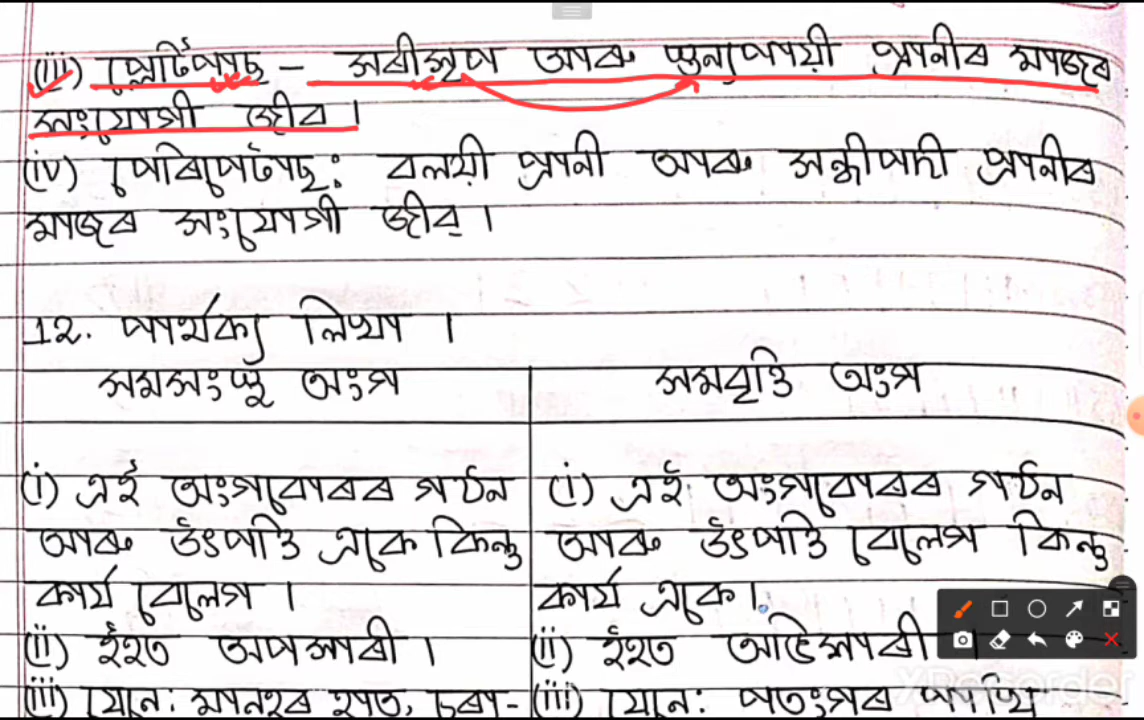 (iii) প্লেটিপাছ – সৰীসৃপ আৰু স্তন্যপায়ী প্ৰানীৰ মাজৰ
সংযোগী জীৱ।
(iv) পেৰিপেটাছ: বলয়ী প্ৰানী আৰু সন্ধীপদী প্ৰানীৰ
মাজৰ সংযোগী জীৱ।
12. পাৰ্থক্য লিখা।
সমসংস্থ অংগ
সমবৃত্তি অংগ
(i) এই অংগবোৰৰ গঠন
আৰু উৎপত্তি একে কিন্তু
কাৰ্য বেলেগ।
(ii) ইহঁত অপসাৰী।
(iii) যেনে: মানুহৰ হাত, চৰা-
(i) এই অংগবোৰৰ গঠন
আৰু উৎপত্তি বেলেগ কিন্তু
কাৰ্য একে।
(ii) ইহঁত অভিসাৰী।
(iii) যেনে: পতংগৰ পাখি
XRecorder